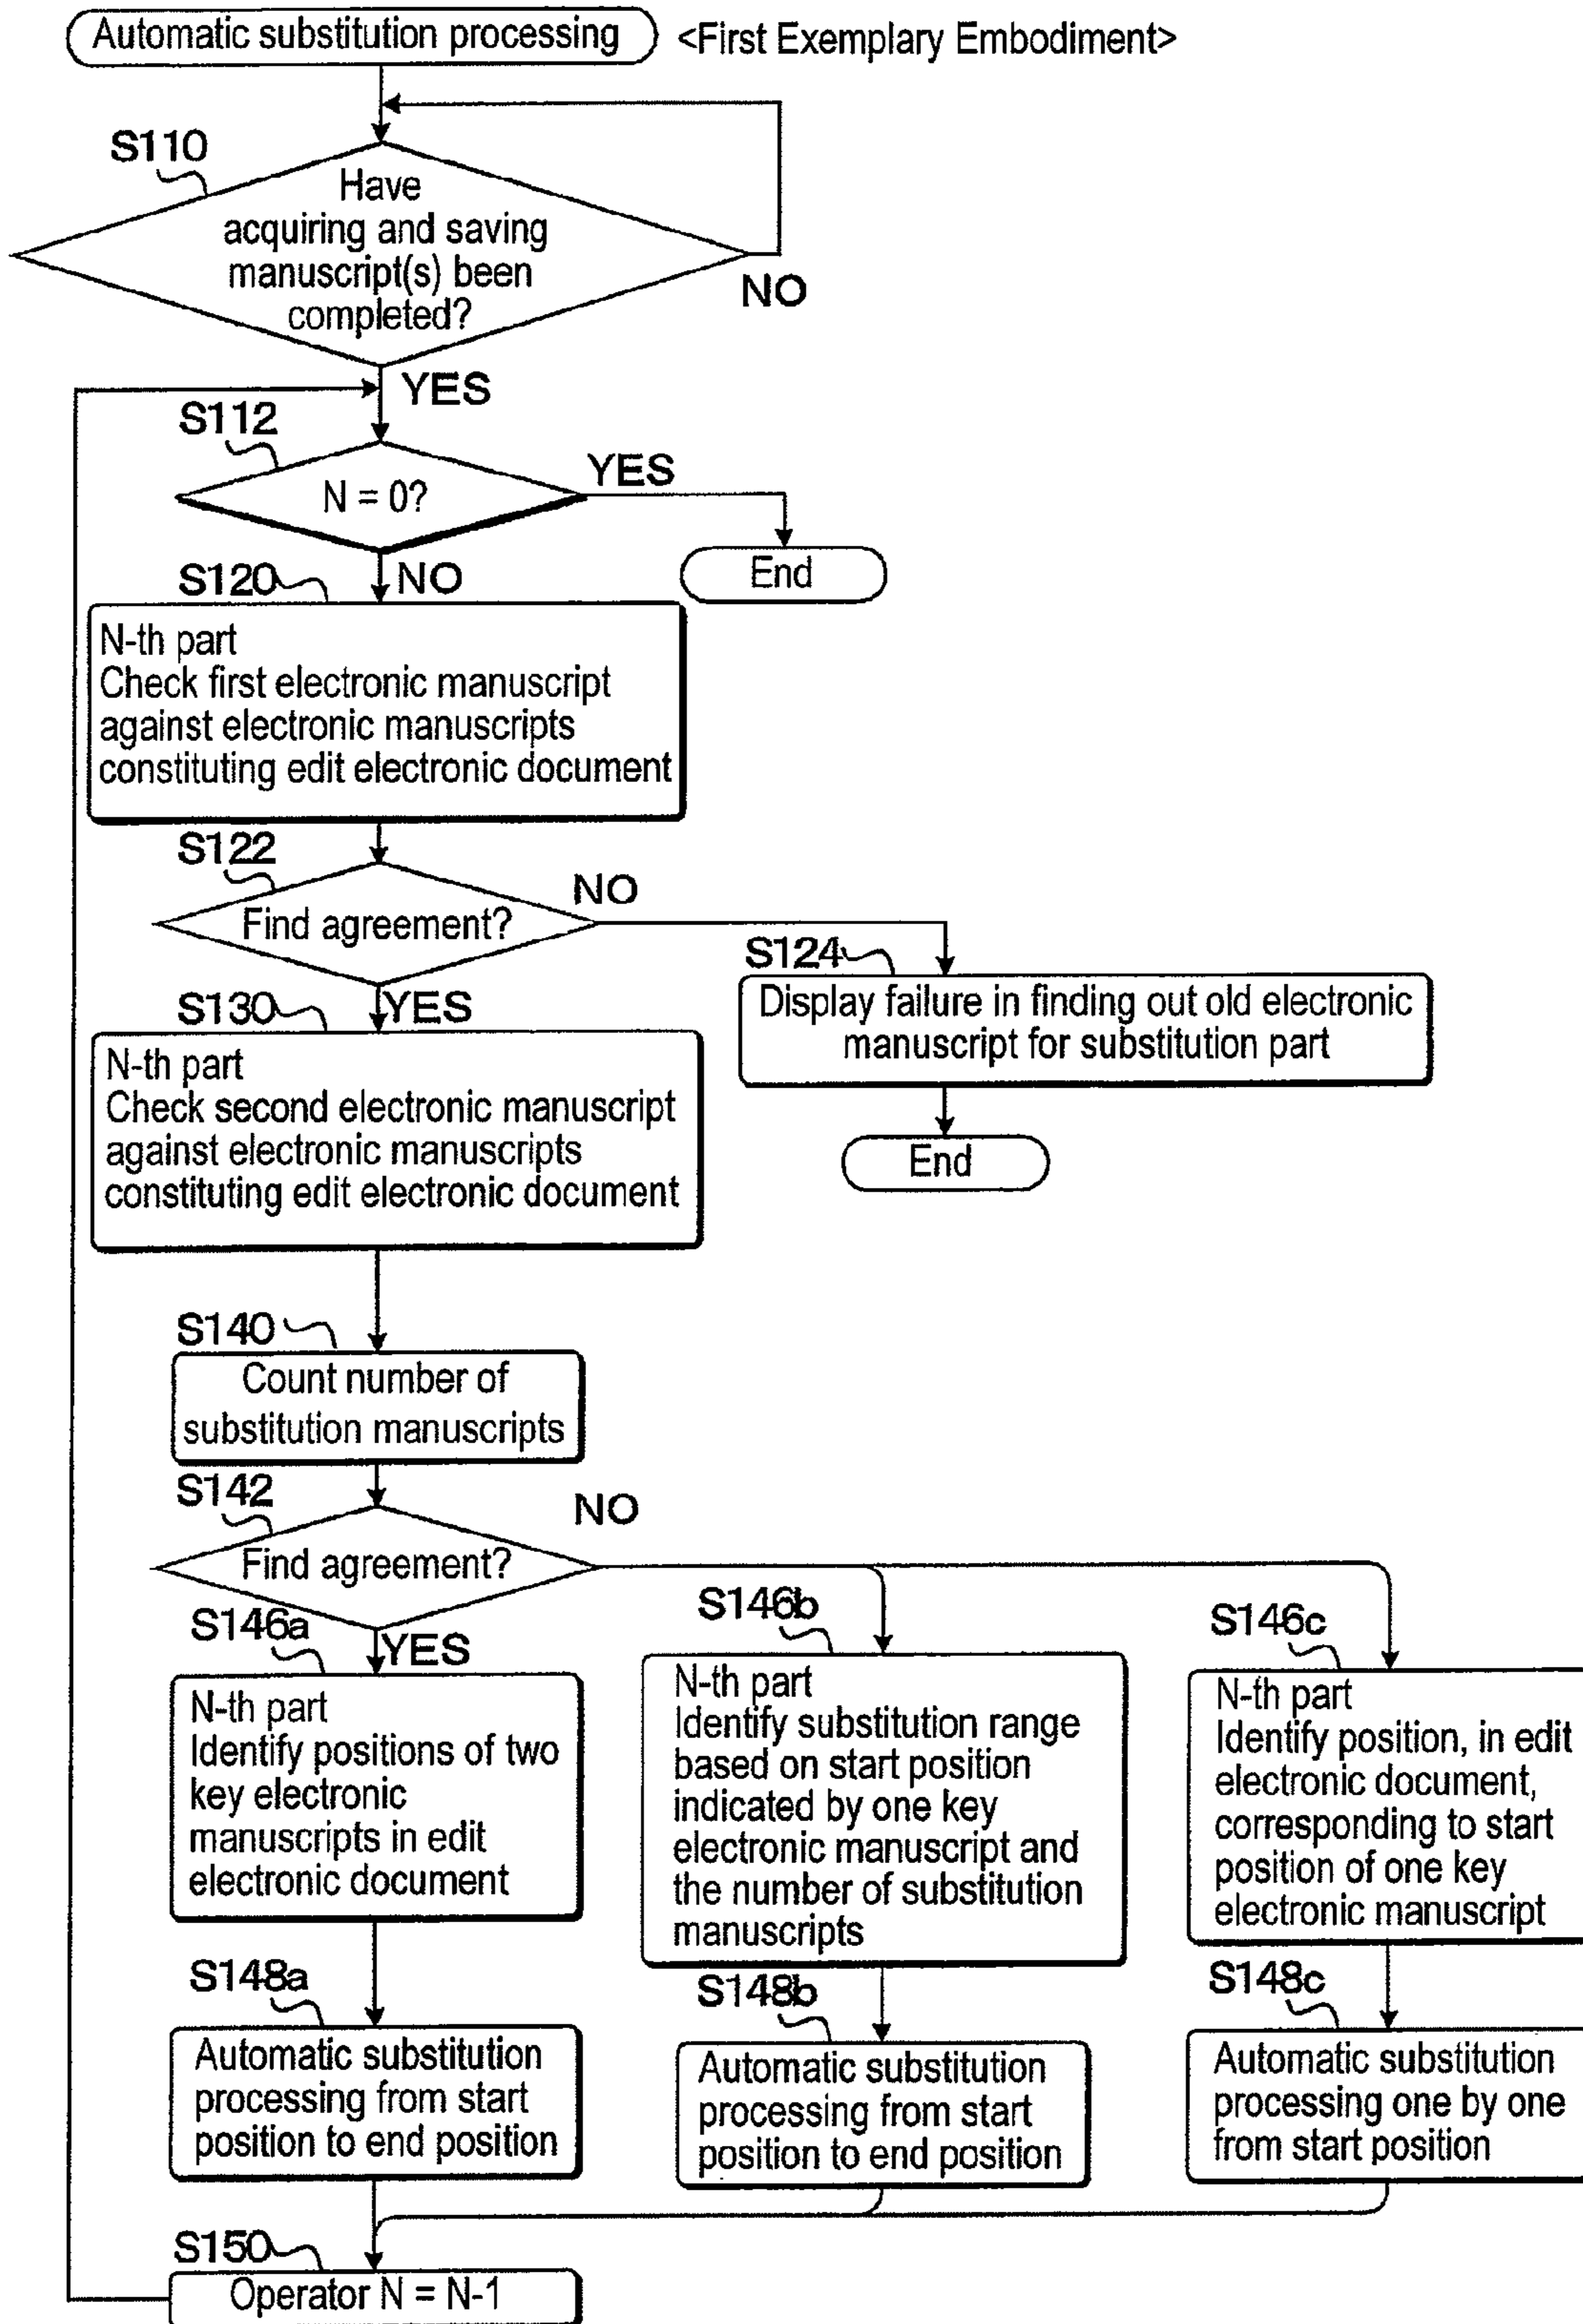 Automatic substitution processing <First Exemplary Embodiment>
S110
Have
acquiring and saving
manuscript(s) been
completed?
NO
YES
S112
N = 0?
YES
End
NO
S120
N-th part
Check first electronic manuscript
against electronic manuscripts
constituting edit electronic document
S122
Find agreement?
NO
S124
Display failure in finding out old electronic
manuscript for substitution part
End
YES
S130
N-th part
Check second electronic manuscript
against electronic manuscripts
constituting edit electronic document
S140
Count number of
substitution manuscripts
S142
Find agreement?
NO
YES
S146a
N-th part
Identify positions of two
key electronic
manuscripts in edit
electronic document
S146b
N-th part
Identify substitution range
based on start position
indicated by one key
electronic manuscript and
the number of substitution
manuscripts
S146c
N-th part
Identify position, in edit
electronic document,
corresponding to start
position of one key
electronic manuscript
S148a
Automatic substitution
processing from start
position to end position
S148b
Automatic substitution
processing from start
position to end position
S148c
Automatic substitution
processing one by one
from start position
S150
Operator N = N-1